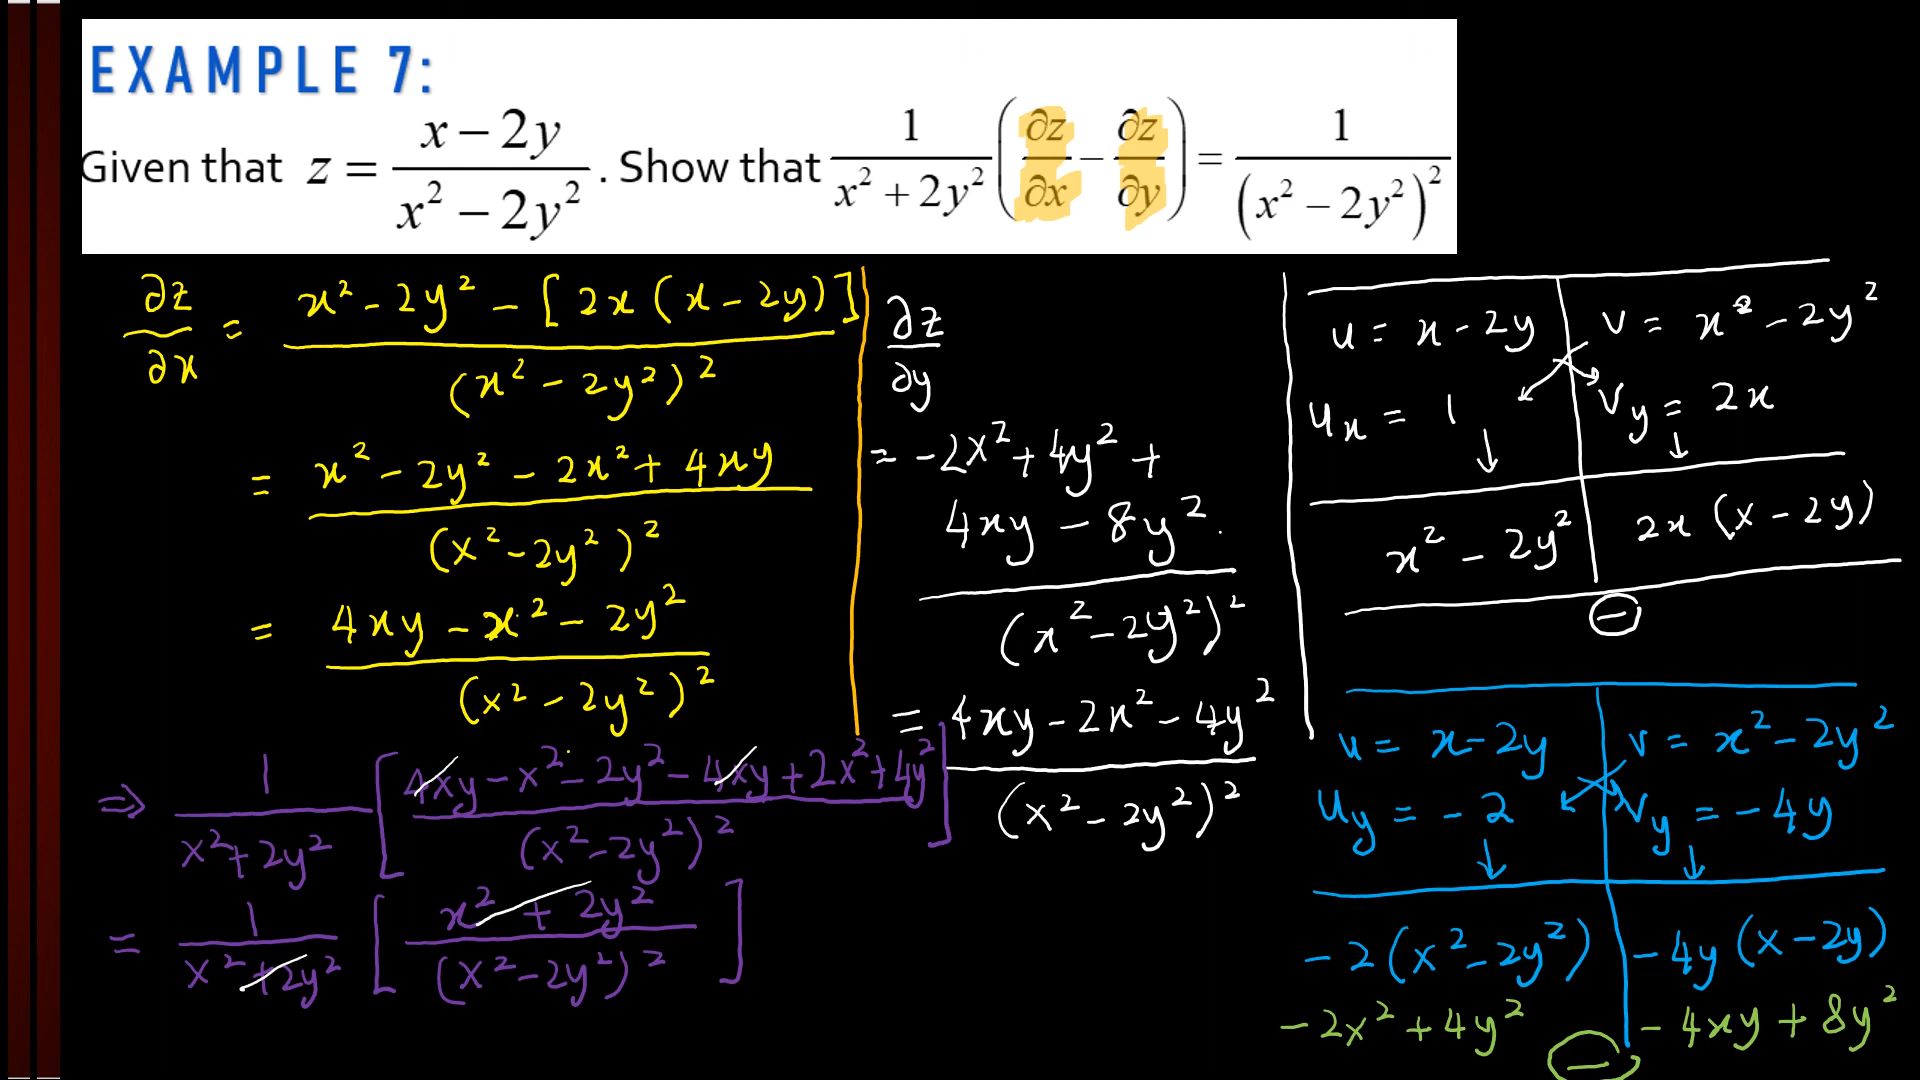 EXAMPLE 7:
Given that z = (x − 2y)/(x² − 2y²). Show that 1/(x² + 2y²) (∂z/∂x − ∂z/∂y) = 1/(x² − 2y²)²
∂z/∂x = (x² - 2y² - [2x(x - 2y)])/(x² - 2y²)²
= (x² - 2y² - 2x² + 4xy)/(x² - 2y²)²
= (4xy - x² - 2y²)/(x² - 2y²)²
∂z/∂y
= (-2x² + 4y² +
4xy - 8y²)/(x² - 2y²)²
= (4xy - 2x² - 4y²)/(x² - 2y²)²
⇒ 1/(x² + 2y²) [(4xy - x² - 2y² - 4xy + 2x² + 4y²)/(x² - 2y²)²]
= 1/(x² + 2y²) [(x² + 2y²)/(x² - 2y²)²]
u = x - 2y | v = x² - 2y²
uₓ = 1 | v_y = 2x
↓ ↓
x² - 2y² | 2x (x - 2y)
−
u = x - 2y | v = x² - 2y²
u_y = -2 | v_y = -4y
↓ ↓
-2(x² - 2y²) | -4y(x - 2y)
-2x² + 4y² | -4xy + 8y²
−